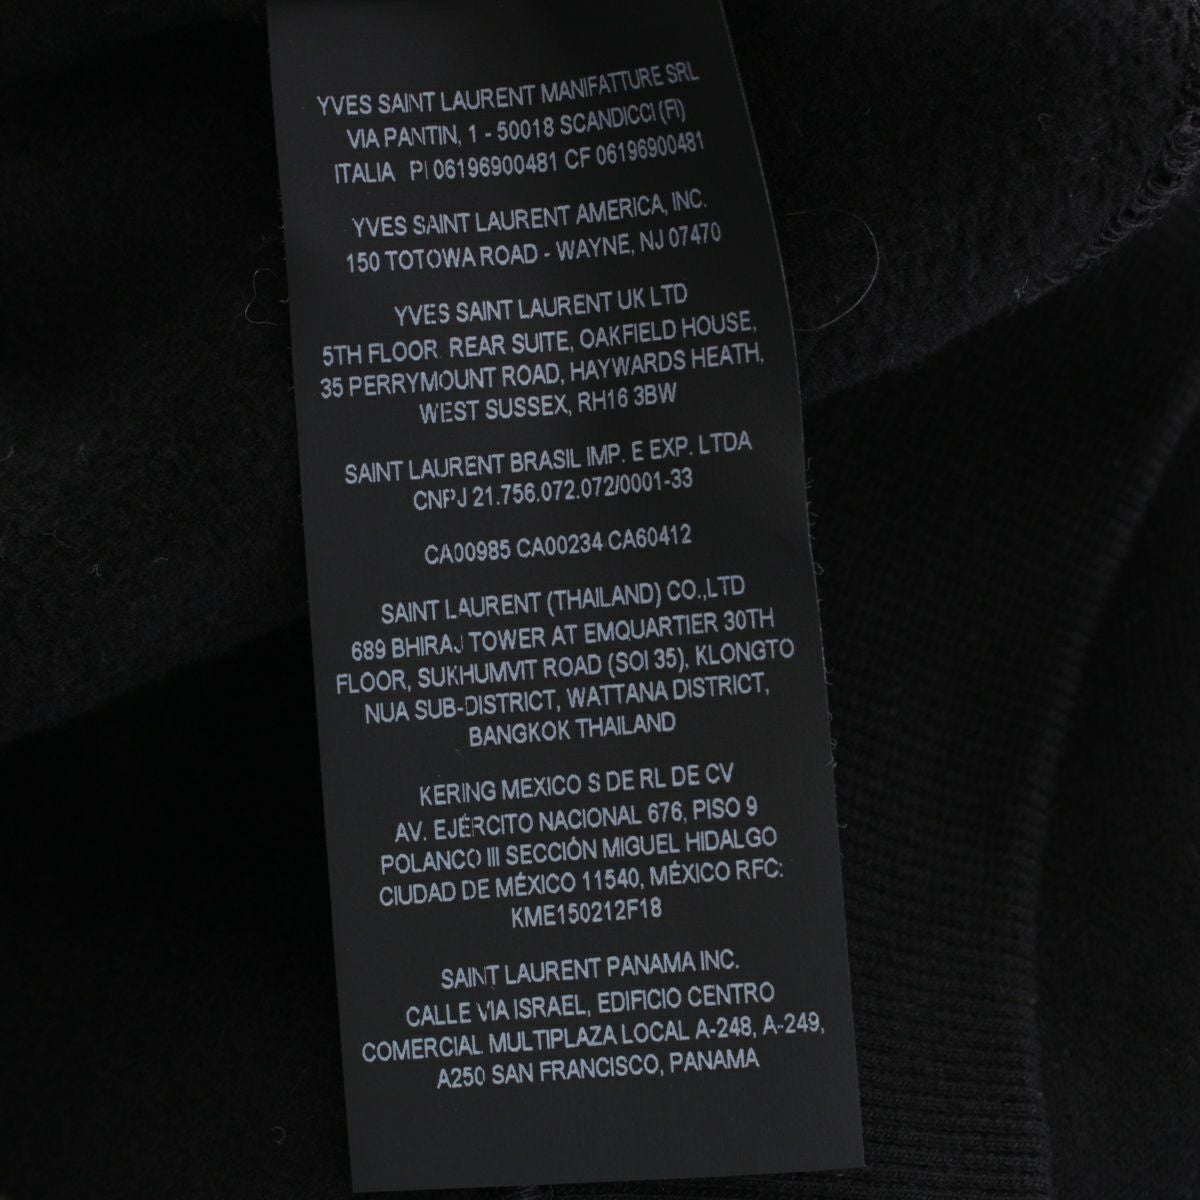 YVES SAINT LAURENT MANIFATTURE SRL
VIA PANTIN, 1 - 50018 SCANDICCI (FI)
ITALIA PI 06196900481 CF 06196900481
YVES SAINT LAURENT AMERICA, INC.
150 TOTOWA ROAD - WAYNE, NJ 07470
YVES SAINT LAURENT UK LTD
5TH FLOOR REAR SUITE, OAKFIELD HOUSE,
35 PERRYMOUNT ROAD, HAYWARDS HEATH,
WEST SUSSEX, RH16 3BW
SAINT LAURENT BRASIL IMP. E EXP. LTDA
CNPJ 21.756.072.072/0001-33
CA00985 CA00234 CA60412
SAINT LAURENT (THAILAND) CO.,LTD
689 BHIRAJ TOWER AT EMQUARTIER 30TH
FLOOR, SUKHUMVIT ROAD (SOI 35), KLONGTO
NUA SUB-DISTRICT, WATTANA DISTRICT,
BANGKOK THAILAND
KERING MEXICO S DE RL DE CV
AV. EJÉRCITO NACIONAL 676, PISO 9
POLANCO III SECCIÓN MIGUEL HIDALGO
CIUDAD DE MÉXICO 11540, MÉXICO RFC:
KME150212F18
SAINT LAURENT PANAMA INC.
CALLE VIA ISRAEL, EDIFICIO CENTRO
COMERCIAL MULTIPLAZA LOCAL A-248, A-249,
A250 SAN FRANCISCO, PANAMA